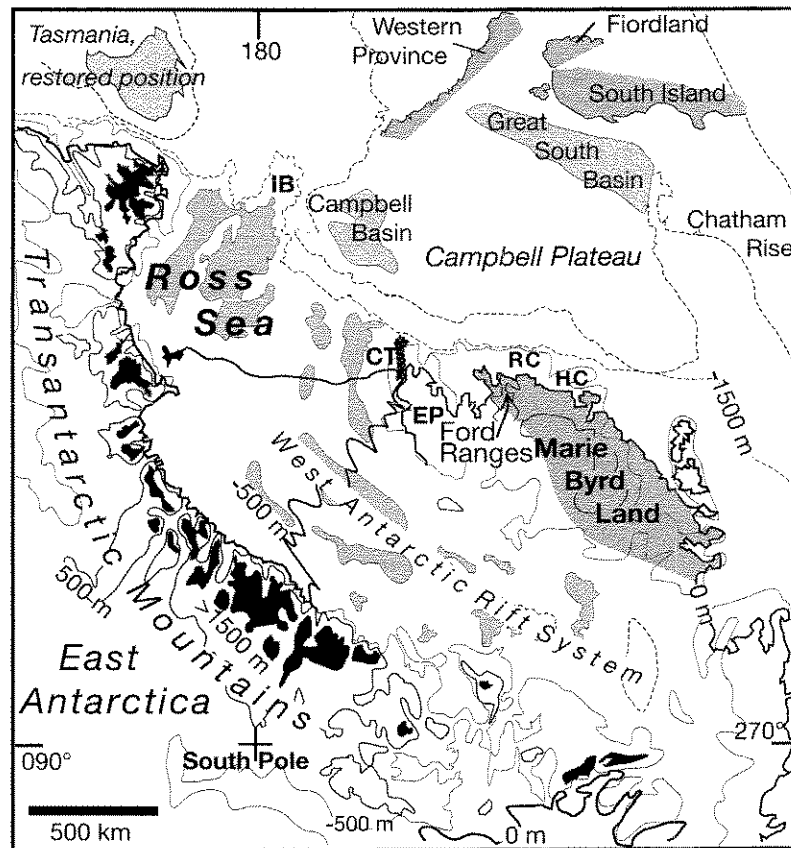 Tasmania,
restored position
180
Western
Province
Fiordland
South Island
Great
South
Basin
IB
Campbell
Basin
Chatham
Rise
Campbell Plateau
Ross
Sea
CT
RC
HC
EP
Ford
Ranges
Marie
Byrd
Land
-1500 m
0 m
West Antarctic Rift System
-500 m
Transantarctic Mountains
500 m
>1500 m
East
Antarctica
090°
South Pole
270°
500 km
-500 m
0 m